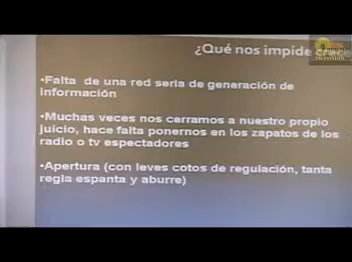 ¿Qué nos impide
•Falta de una red seria de generación de
información
•Muchas veces nos cerramos a nuestro propio
juicio, hace falta ponernos en los zapatos de los
radio o tv espectadores
•Apertura (con leves cotos de regulación, tanta
regla espanta y aburre)